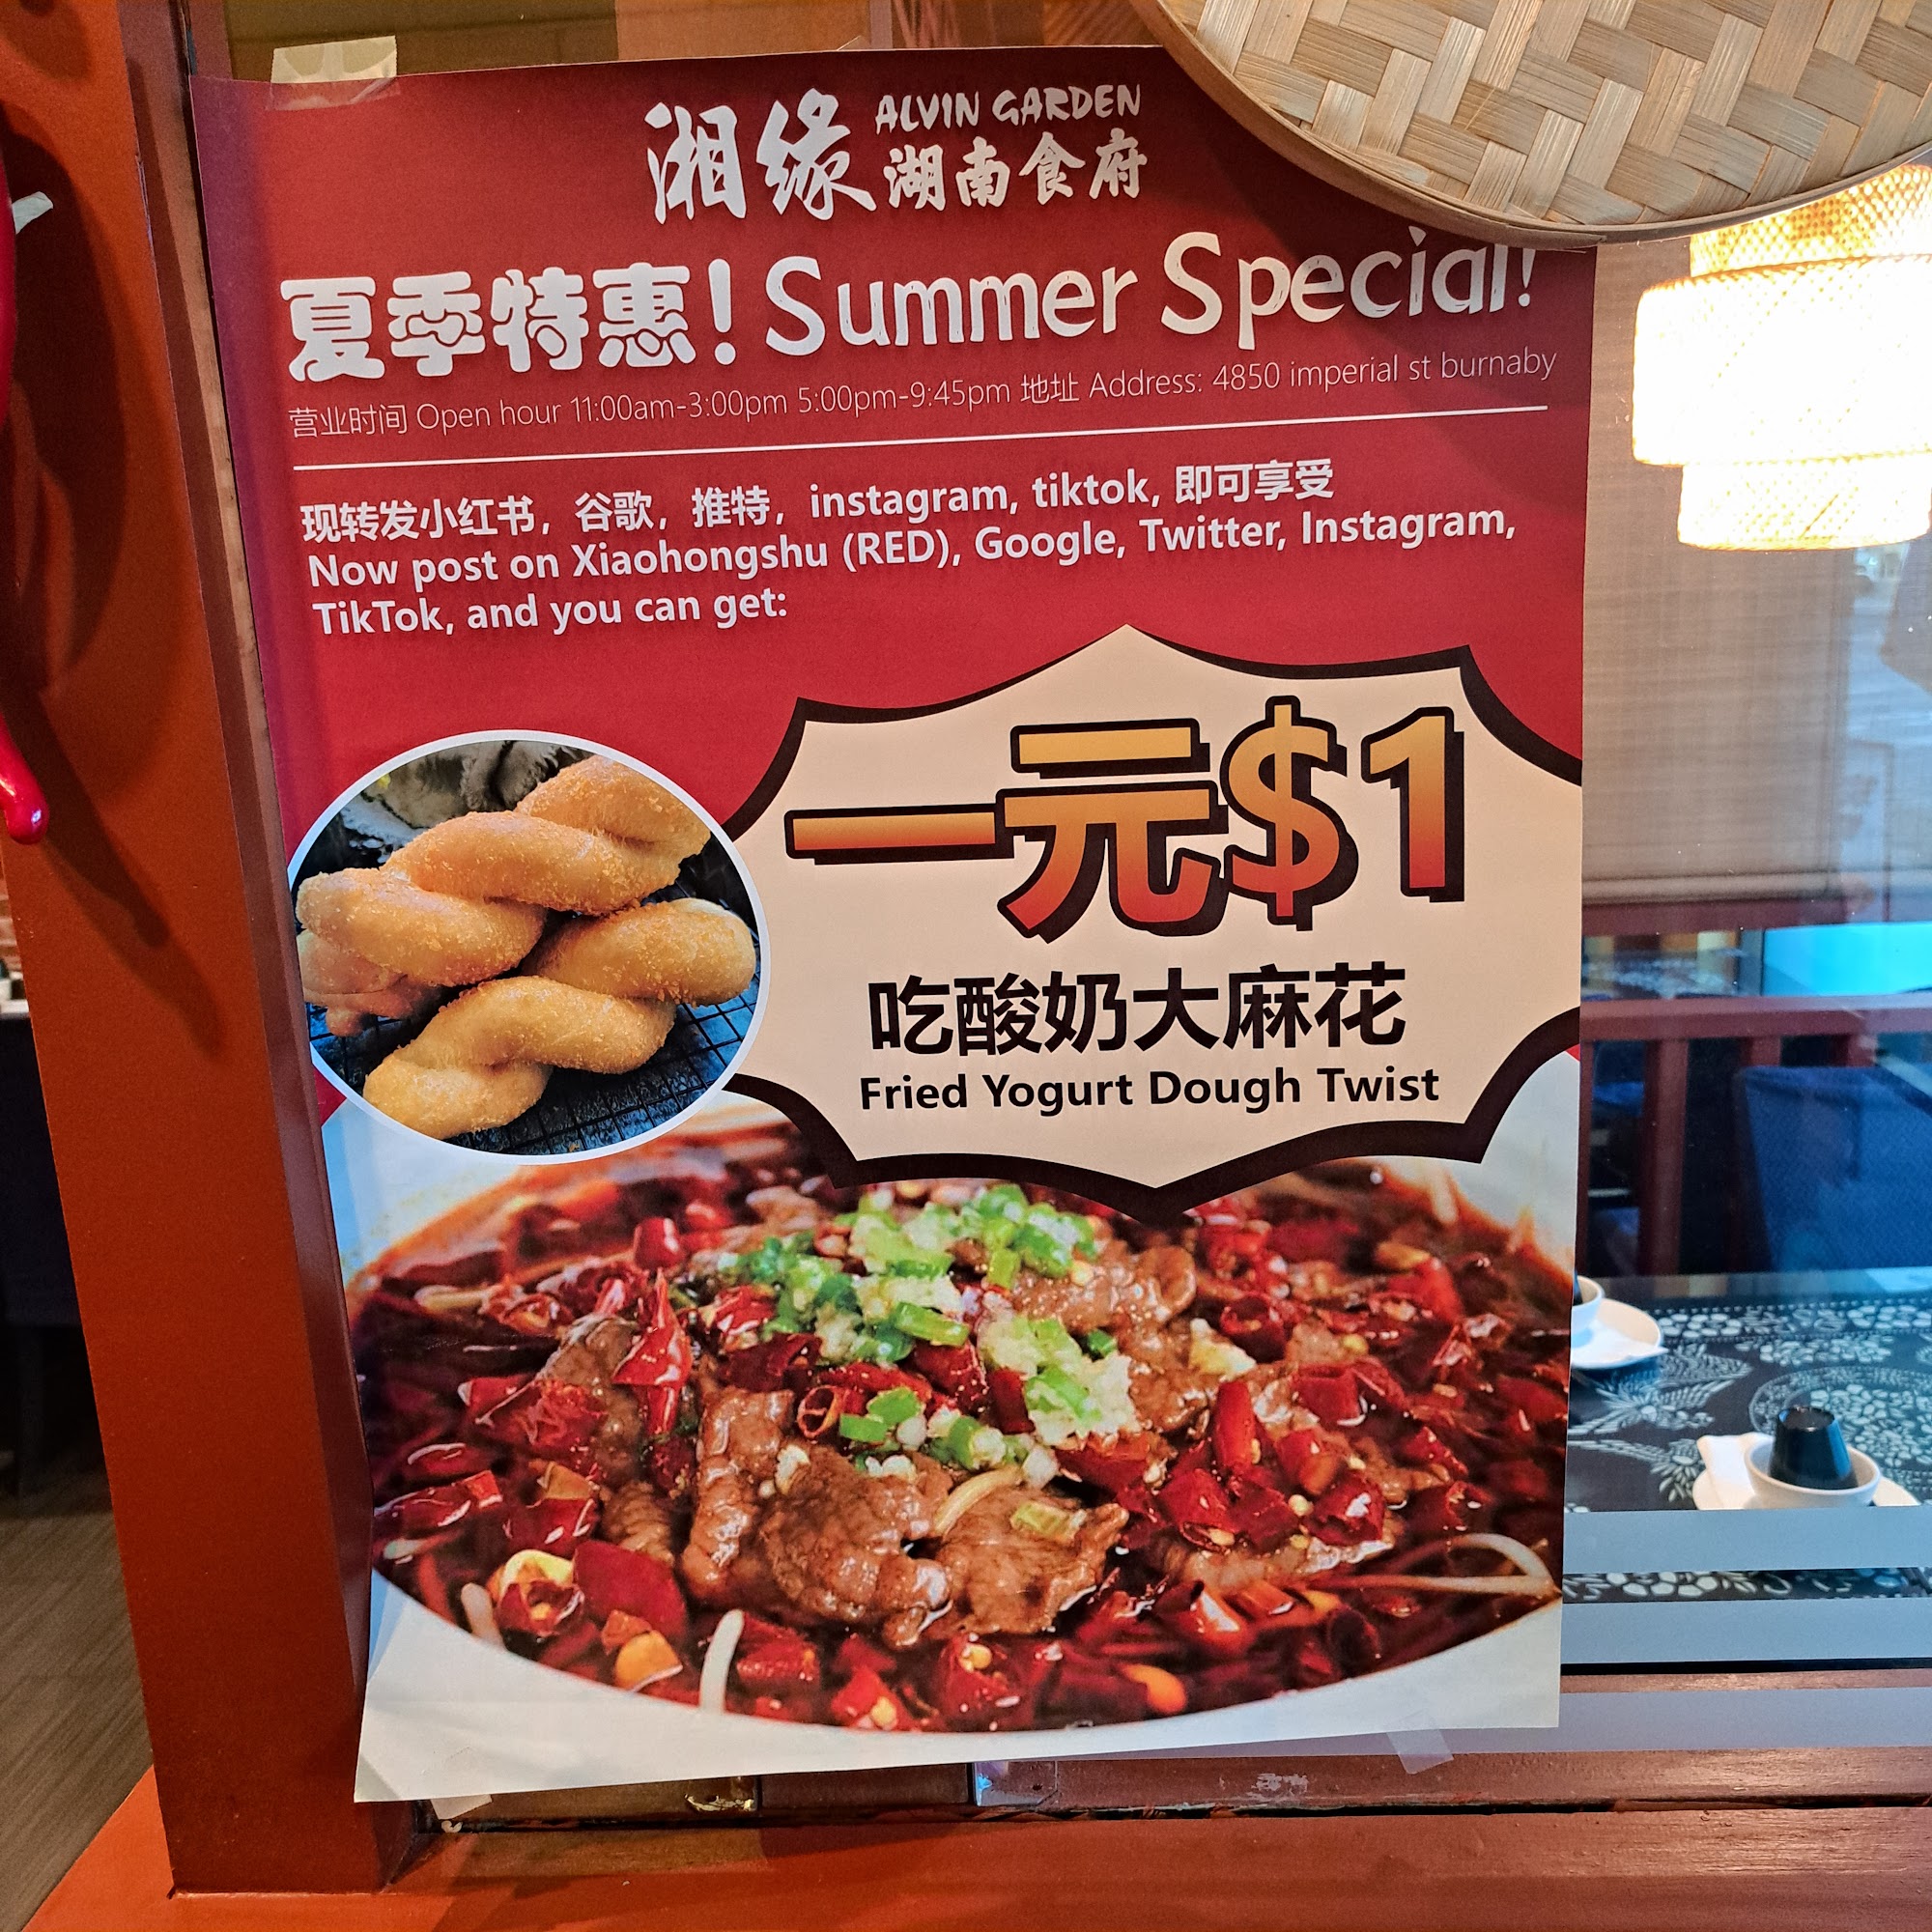 湘缘 ALVIN GARDEN
湖南食府
夏季特惠! Summer Special!
营业时间 Open hour 11:00am-3:00pm 5:00pm-9:45pm 地址 Address: 4850 imperial st burnaby
现转发小红书，谷歌，推特，instagram, tiktok, 即可享受
Now post on Xiaohongshu (RED), Google, Twitter, Instagram,
TikTok, and you can get:
一元$1
吃酸奶大麻花
Fried Yogurt Dough Twist